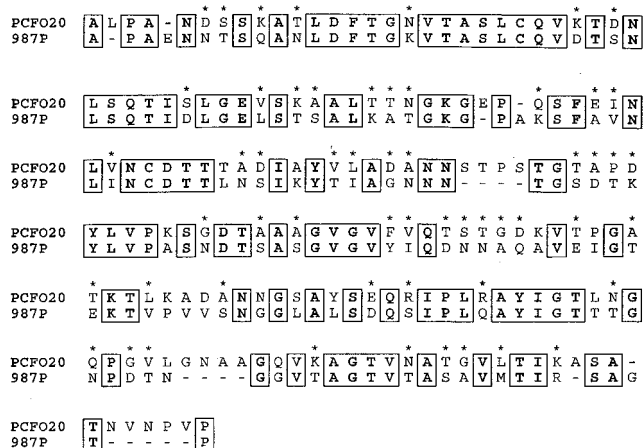 * * * * * * *
PCFO20 A L P A - N D S S K A T L D F T G N V T A S L C Q V K T D N
987P A - P A E N N T S Q A N L D F T G K V T A S L C Q V D T S N
* * * * * * * * *
PCFO20 L S Q T I S L G E V S K A A L T T N G K G E P - Q S F E I N
987P L S Q T I D L G E L S T S A L K A T G K G - P A K S F A V N
* * * * * * * * * * *
PCFO20 L V N C D T T T A D I A Y V L A D A N N S T P S T G T A P D
987P L I N C D T T L N S I K Y T I A G N N N - - - - T G S D T K
* * * * * * * * * * *
PCFO20 Y L V P K S G D T A A A G V G V F V Q T S T G D K V T P G A
987P Y L V P A S N D T S A S G V G V Y I Q D N N A Q A V E I G T
* * * * * * *
PCFO20 T K T L K A D A N N G S A Y S E Q R I P L R A Y I G T L N G
987P E K T V P V V S N G G L A L S D Q S I P L Q A Y I G T T T G
* * * * * * * * *
PCFO20 Q P G V L G N A A G Q V K A G T V N A T G V L T I K A S A -
987P N P D T N - - - - G G V T A G T V T A S A V M T I R - S A G
PCFO20 T N V N P V P
987P T - - - - - P